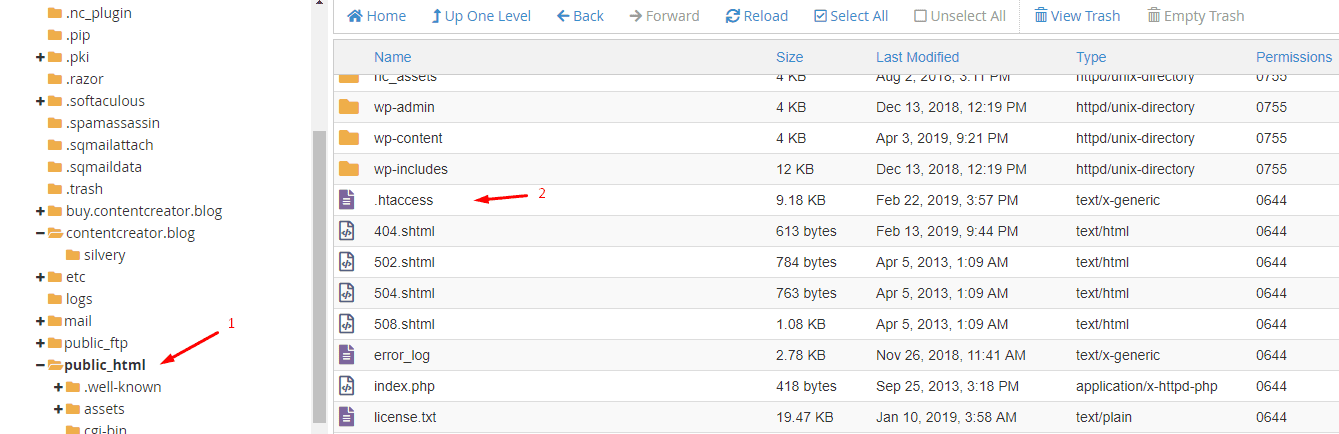 .nc_plugin
.pip
.pki
.razor
.softaculous
.spamassassin
.sqmailattach
.sqmaildata
.trash
buy.contentcreator.blog
contentcreator.blog
silvery
etc
logs
mail
public_ftp
public_html
.well-known
assets
cgi-bin
1
Home Up One Level Back Forward Reload Select All Unselect All View Trash Empty Trash
Name Size Last Modified Type Permissions
nc_assets 4 KB Aug 2, 2018, 3:11 PM httpd/unix-directory 0755
wp-admin 4 KB Dec 13, 2018, 12:19 PM httpd/unix-directory 0755
wp-content 4 KB Apr 3, 2019, 9:21 PM httpd/unix-directory 0755
wp-includes 12 KB Dec 13, 2018, 12:19 PM httpd/unix-directory 0755
.htaccess 2 9.18 KB Feb 22, 2019, 3:57 PM text/x-generic 0644
404.shtml 613 bytes Feb 13, 2019, 9:44 PM text/html 0644
502.shtml 784 bytes Apr 5, 2013, 1:09 AM text/html 0644
504.shtml 763 bytes Apr 5, 2013, 1:09 AM text/html 0644
508.shtml 1.08 KB Apr 5, 2013, 1:09 AM text/html 0644
error_log 2.78 KB Nov 26, 2018, 11:41 AM text/x-generic 0644
index.php 418 bytes Sep 25, 2013, 3:18 PM application/x-httpd-php 0644
license.txt 19.47 KB Jan 10, 2019, 3:58 AM text/plain 0644